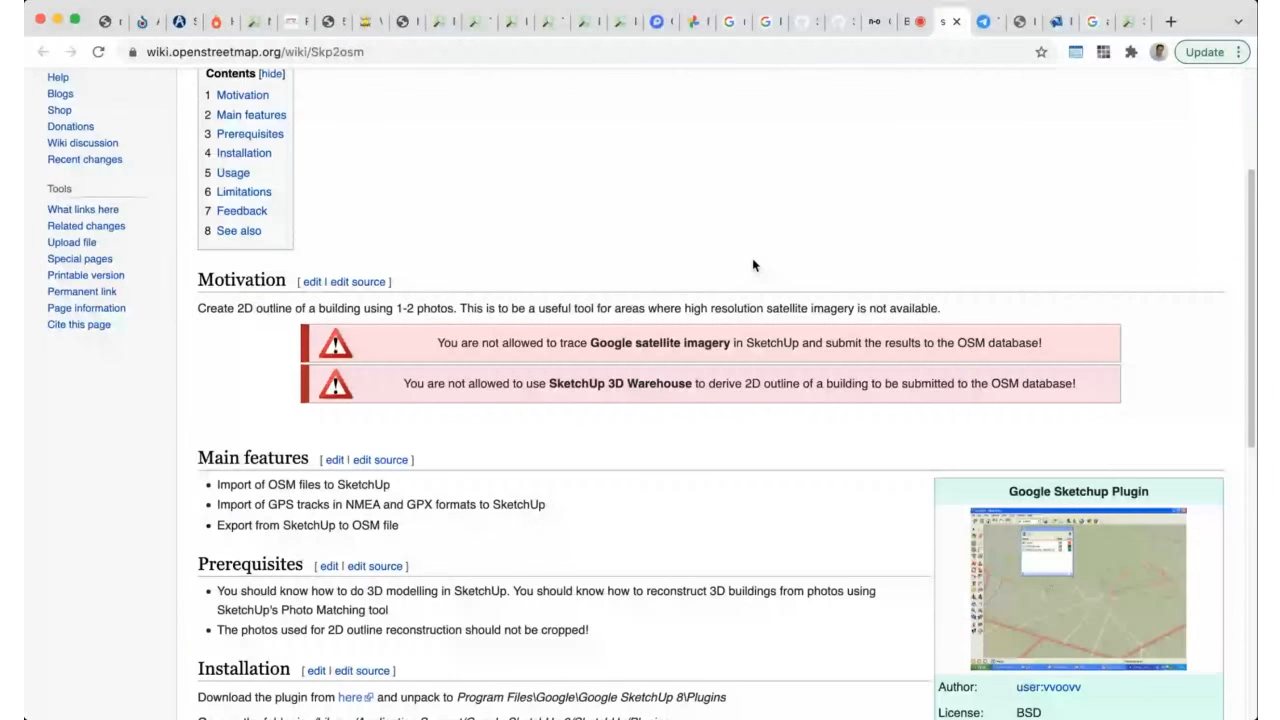 wiki.openstreetmap.org/wiki/Skp2osm
Update
Help
Blogs
Shop
Donations
Wiki discussion
Recent changes
Tools
What links here
Related changes
Upload file
Special pages
Printable version
Permanent link
Page information
Cite this page
Contents [hide]
1 Motivation
2 Main features
3 Prerequisites
4 Installation
5 Usage
6 Limitations
7 Feedback
8 See also
Motivation [ edit | edit source ]
Create 2D outline of a building using 1-2 photos. This is to be a useful tool for areas where high resolution satellite imagery is not available.
You are not allowed to trace Google satellite imagery in SketchUp and submit the results to the OSM database!
You are not allowed to use SketchUp 3D Warehouse to derive 2D outline of a building to be submitted to the OSM database!
Main features [ edit | edit source ]
• Import of OSM files to SketchUp
• Import of GPS tracks in NMEA and GPX formats to SketchUp
• Export from SketchUp to OSM file
Prerequisites [ edit | edit source ]
• You should know how to do 3D modelling in SketchUp. You should know how to reconstruct 3D buildings from photos using
SketchUp's Photo Matching tool
• The photos used for 2D outline reconstruction should not be cropped!
Installation [ edit | edit source ]
Download the plugin from here and unpack to Program Files\Google\Google SketchUp 8\Plugins
Google Sketchup Plugin
Author: user:vvoovv
License: BSD